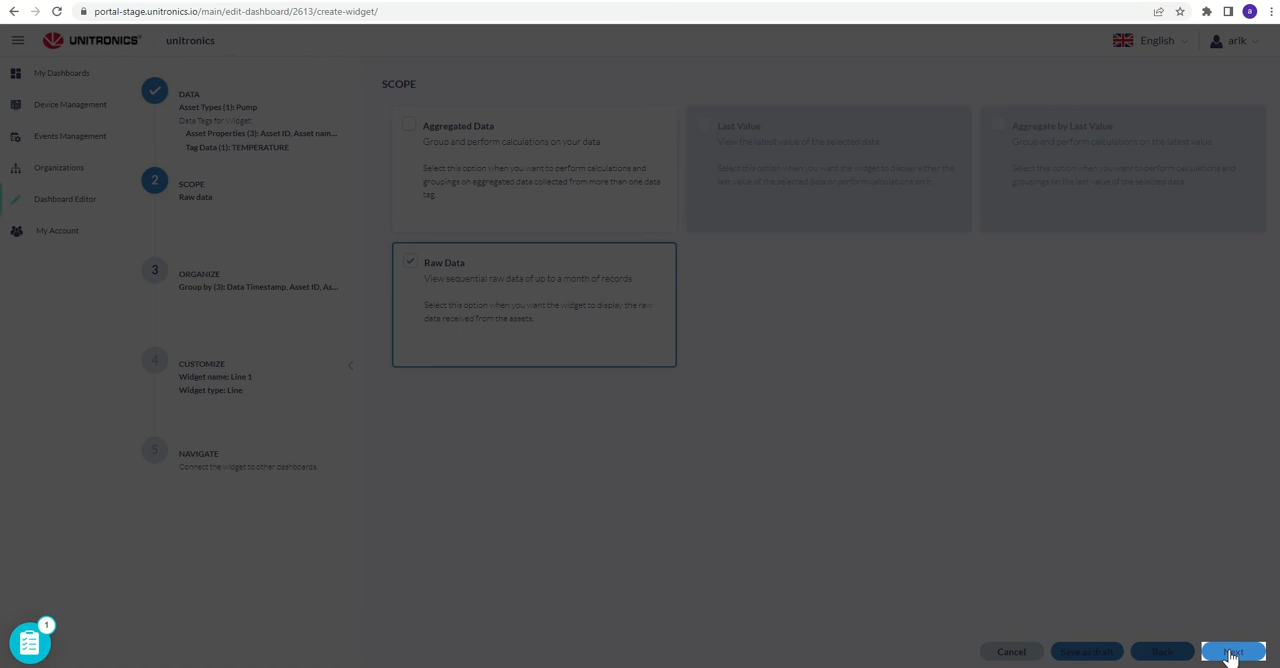 portal-stage.unitronics.io/main/edit-dashboard/2613/create-widget/
a
UNITRONICS
unitronics
English
arik
My Dashboards
Device Management
Events Management
Organizations
Dashboard Editor
My Account
DATA
Asset Types (1): Pump
Data Tags for Widget:
Asset Properties (3): Asset ID, Asset nam...
Tag Data (1): TEMPERATURE
2
SCOPE
Raw data
3
ORGANIZE
Group by (3): Data Timestamp, Asset ID, As...
4
CUSTOMIZE
Widget name: Line 1
Widget type: Line
5
NAVIGATE
Connect the widget to other dashboards.
SCOPE
Aggregated Data
Group and perform calculations on your data
Select this option when you want to perform calculations and
groupings on aggregated data collected from more than one data
tag.
Last Value
View the latest value of the selected data
Select this option when you want the widget to display either the
last value of the selected data or perform calculations on it.
Aggregate by Last Value
Group and perform calculations on the latest value
Select this option when you want to perform calculations and
groupings on the last value of the selected data.
Raw Data
View sequential raw data of up to a month of records
Select this option when you want the widget to display the raw
data received from the assets.
1
Cancel
Save as draft
Back
Next